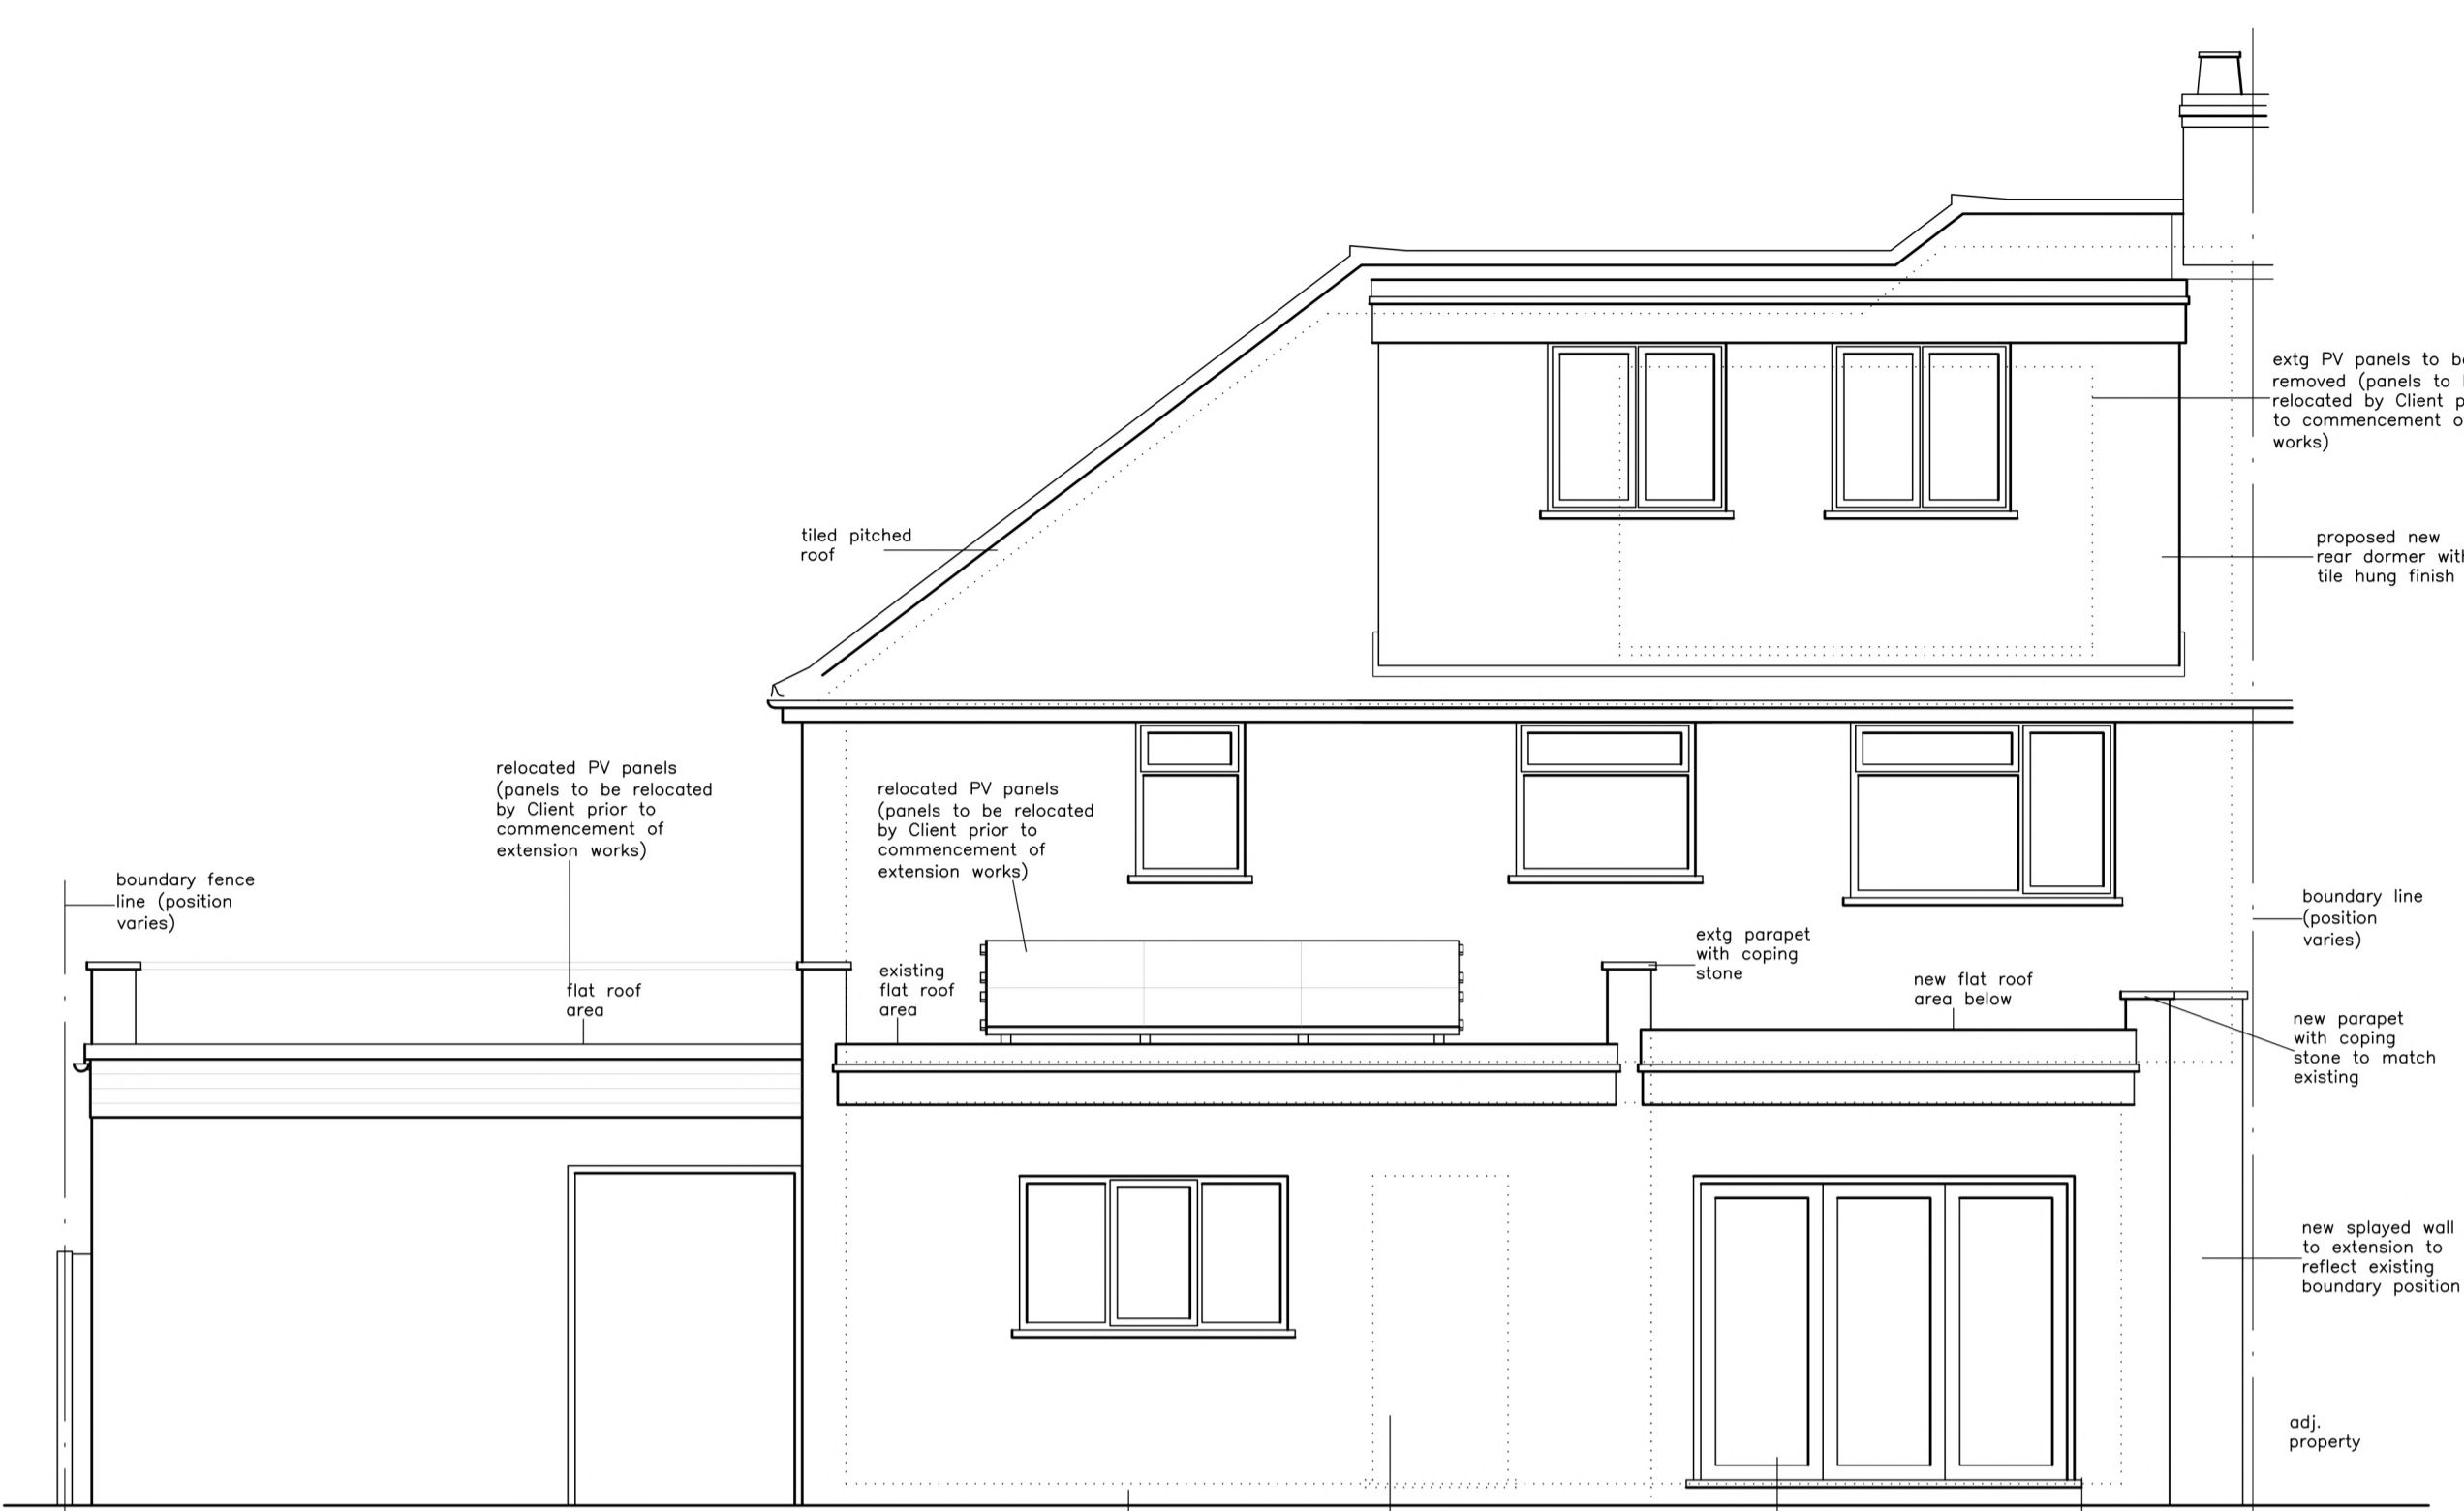 extg PV panels to
removed (panels to
relocated by Client
to commencement
works)
tiled pitched
roof
proposed new
rear dormer
tile hung finish
relocated PV panels
(panels to be relocated
by Client prior to
commencement of
extension works)
relocated PV panels
(panels to be relocated
by Client prior to
commencement of
extension works)
boundary fence
line (position
varies)
boundary line
(position
varies)
extg parapet
with coping
stone
existing
flat roof
area
flat roof
area
new flat roof
area below
new parapet
with coping
stone to match
existing
new splayed wall
to extension to
reflect existing
boundary position
adj.
property